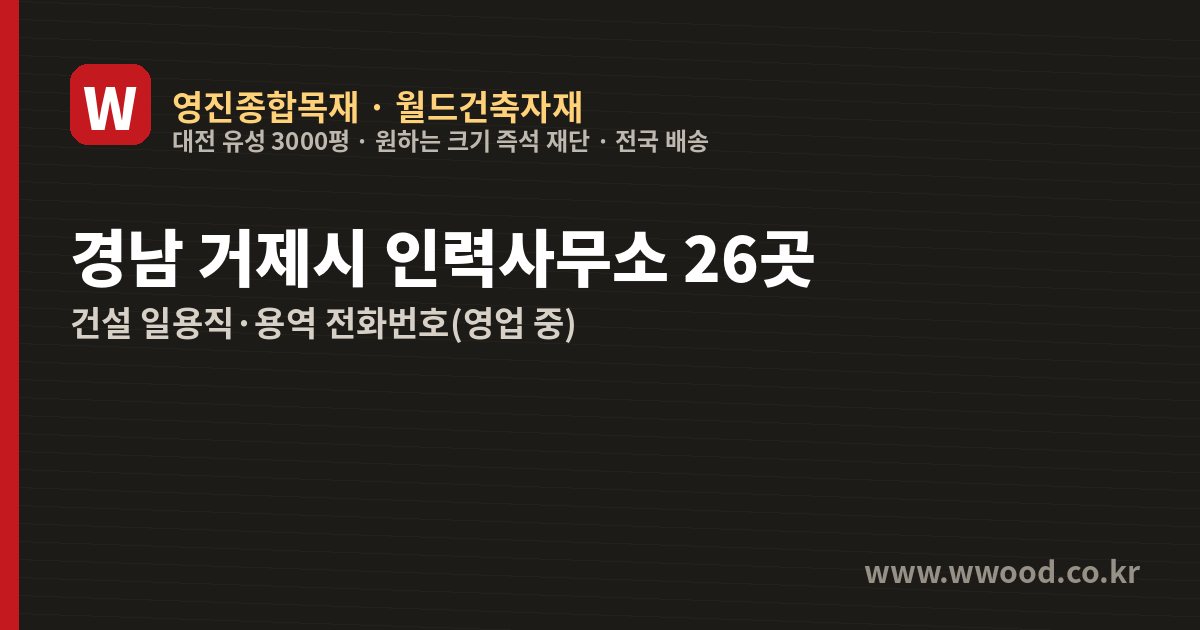 W
영진종합목재 · 월드건축자재
대전 유성 3000평 · 원하는 크기 즉석 재단 · 전국 배송
경남 거제시 인력사무소 26곳
건설 일용직·용역 전화번호(영업 중)
www.wwood.co.kr